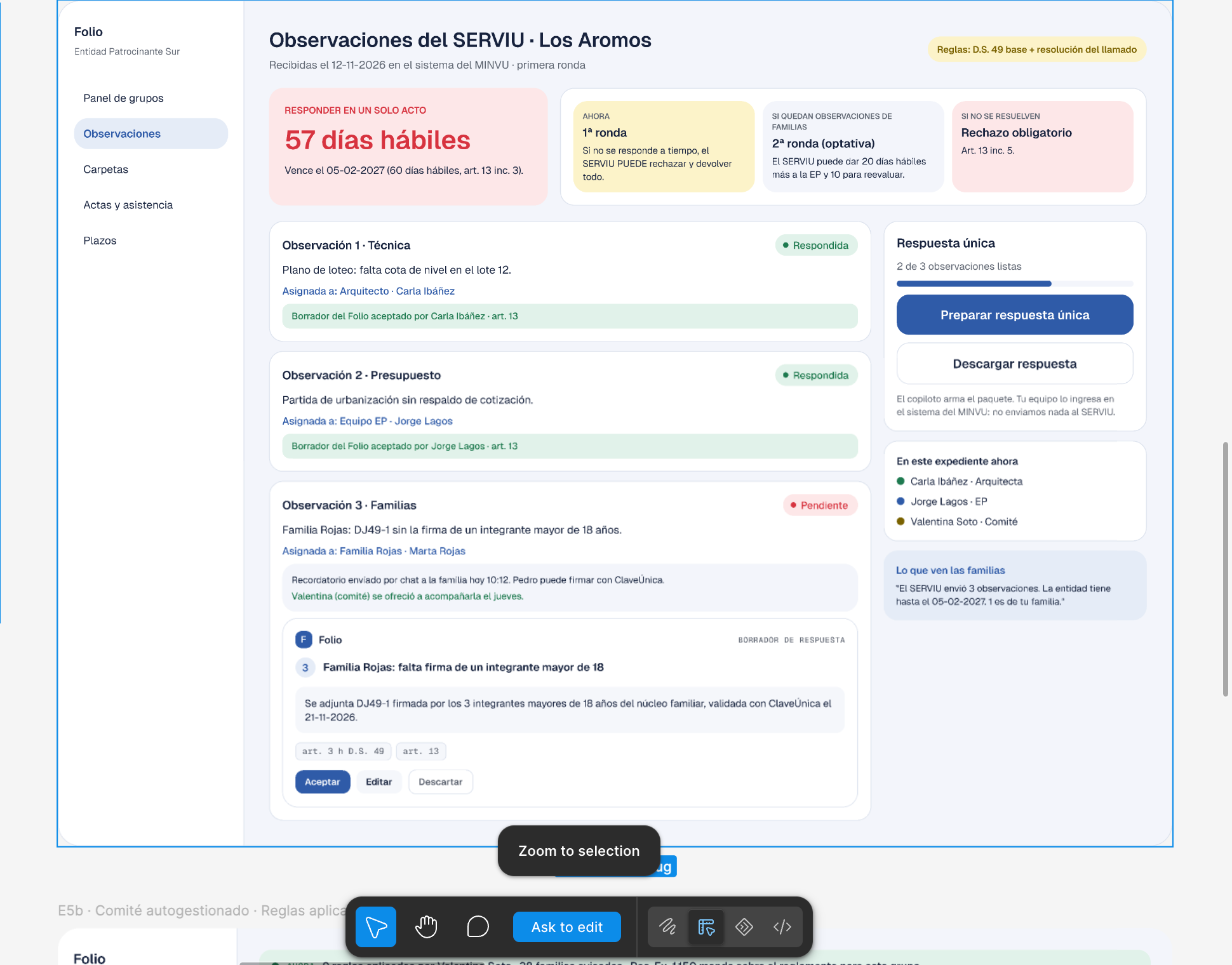 Folio
Entidad Patrocinante Sur
Panel de grupos
Observaciones
Carpetas
Actas y asistencia
Plazos
Observaciones del SERVIU · Los Aromos
Recibidas el 12-11-2026 en el sistema del MINVU · primera ronda
Reglas: D.S. 49 base + resolución del llamado
RESPONDER EN UN SOLO ACTO
57 días hábiles
Vence el 05-02-2027 (60 días hábiles, art. 13 inc. 3).
AHORA
1ª ronda
Si no se responde a tiempo, el
SERVIU PUEDE rechazar y devolver
todo.
SI QUEDAN OBSERVACIONES DE
FAMILIAS
2ª ronda (optativa)
El SERVIU puede dar 20 días hábiles
más a la EP y 10 para reevaluar.
SI NO SE RESUELVEN
Rechazo obligatorio
Art. 13 inc. 5.
Observación 1 · Técnica
Respondida
Plano de loteo: falta cota de nivel en el lote 12.
Asignada a: Arquitecto · Carla Ibáñez
Borrador del Folio aceptado por Carla Ibáñez · art. 13
Observación 2 · Presupuesto
Respondida
Partida de urbanización sin respaldo de cotización.
Asignada a: Equipo EP · Jorge Lagos
Borrador del Folio aceptado por Jorge Lagos · art. 13
Observación 3 · Familias
Pendiente
Familia Rojas: DJ49-1 sin la firma de un integrante mayor de 18 años.
Asignada a: Familia Rojas · Marta Rojas
Recordatorio enviado por chat a la familia hoy 10:12. Pedro puede firmar con ClaveÚnica.
Valentina (comité) se ofreció a acompañarla el jueves.
F Folio
BORRADOR DE RESPUESTA
3 Familia Rojas: falta firma de un integrante mayor de 18
Se adjunta DJ49-1 firmada por los 3 integrantes mayores de 18 años del núcleo familiar, validada con ClaveÚnica el
21-11-2026.
art. 3 h D.S. 49
art. 13
Aceptar
Editar
Descartar
Respuesta única
2 de 3 observaciones listas
Preparar respuesta única
Descargar respuesta
El copiloto arma el paquete. Tu equipo lo ingresa en
el sistema del MINVU: no enviamos nada al SERVIU.
En este expediente ahora
Carla Ibáñez · Arquitecta
Jorge Lagos · EP
Valentina Soto · Comité
Lo que ven las familias
"El SERVIU envió 3 observaciones. La entidad tiene
hasta el 05-02-2027. 1 es de tu familia."
Zoom to selection
E5b · Comité autogestionado · Reglas
Ask to edit
Folio